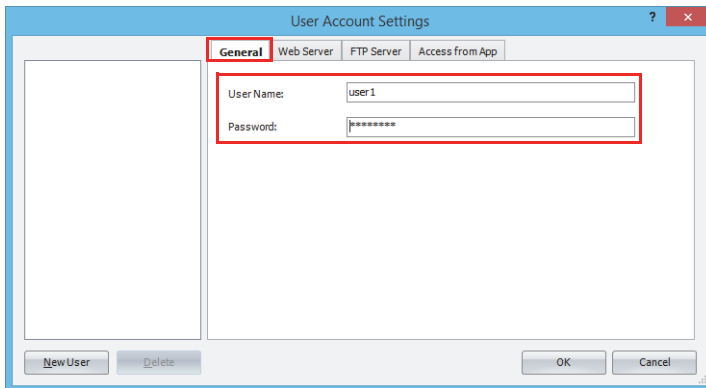 User Account Settings ? ×
General Web Server FTP Server Access from App
User Name: user1
Password: ********
New User Delete OK Cancel